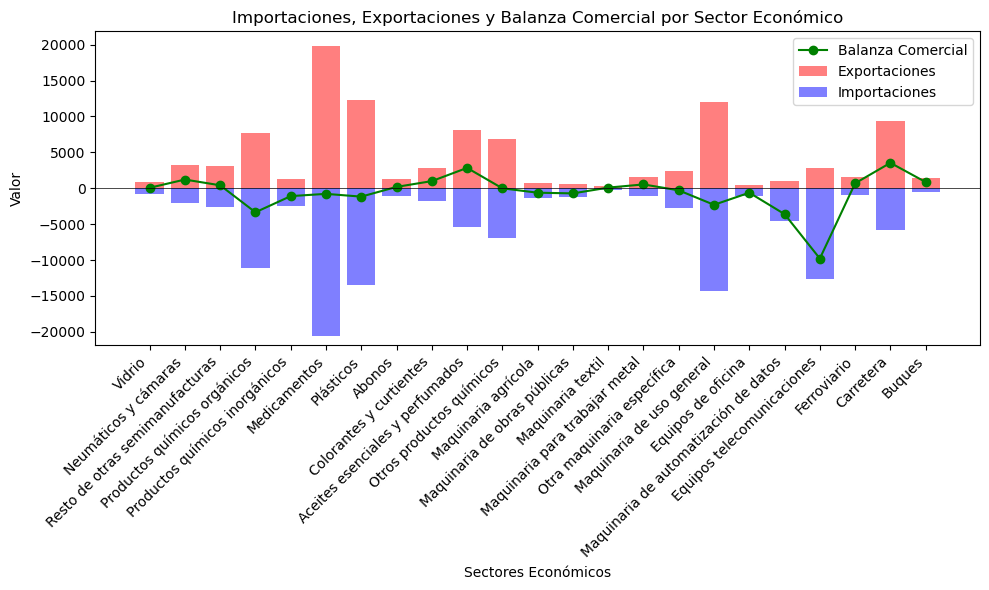 Importaciones, Exportaciones y Balanza Comercial por Sector Económico
Balanza Comercial
Exportaciones
Importaciones
Valor
20000
15000
10000
5000
0
−5000
−10000
−15000
−20000
Vidrio
Neumáticos y cámaras
Resto de otras semimanufacturas
Productos químicos orgánicos
Productos químicos inorgánicos
Medicamentos
Plásticos
Abonos
Colorantes y curtientes
Aceites esenciales y perfumados
Otros productos químicos
Maquinaria agrícola
Maquinaria de obras públicas
Maquinaria textil
Maquinaria para trabajar metal
Otra maquinaria específica
Maquinaria de uso general
Equipos de oficina
Maquinaria de automatización de datos
Equipos telecomunicaciones
Ferroviario
Carretera
Buques
Sectores Económicos